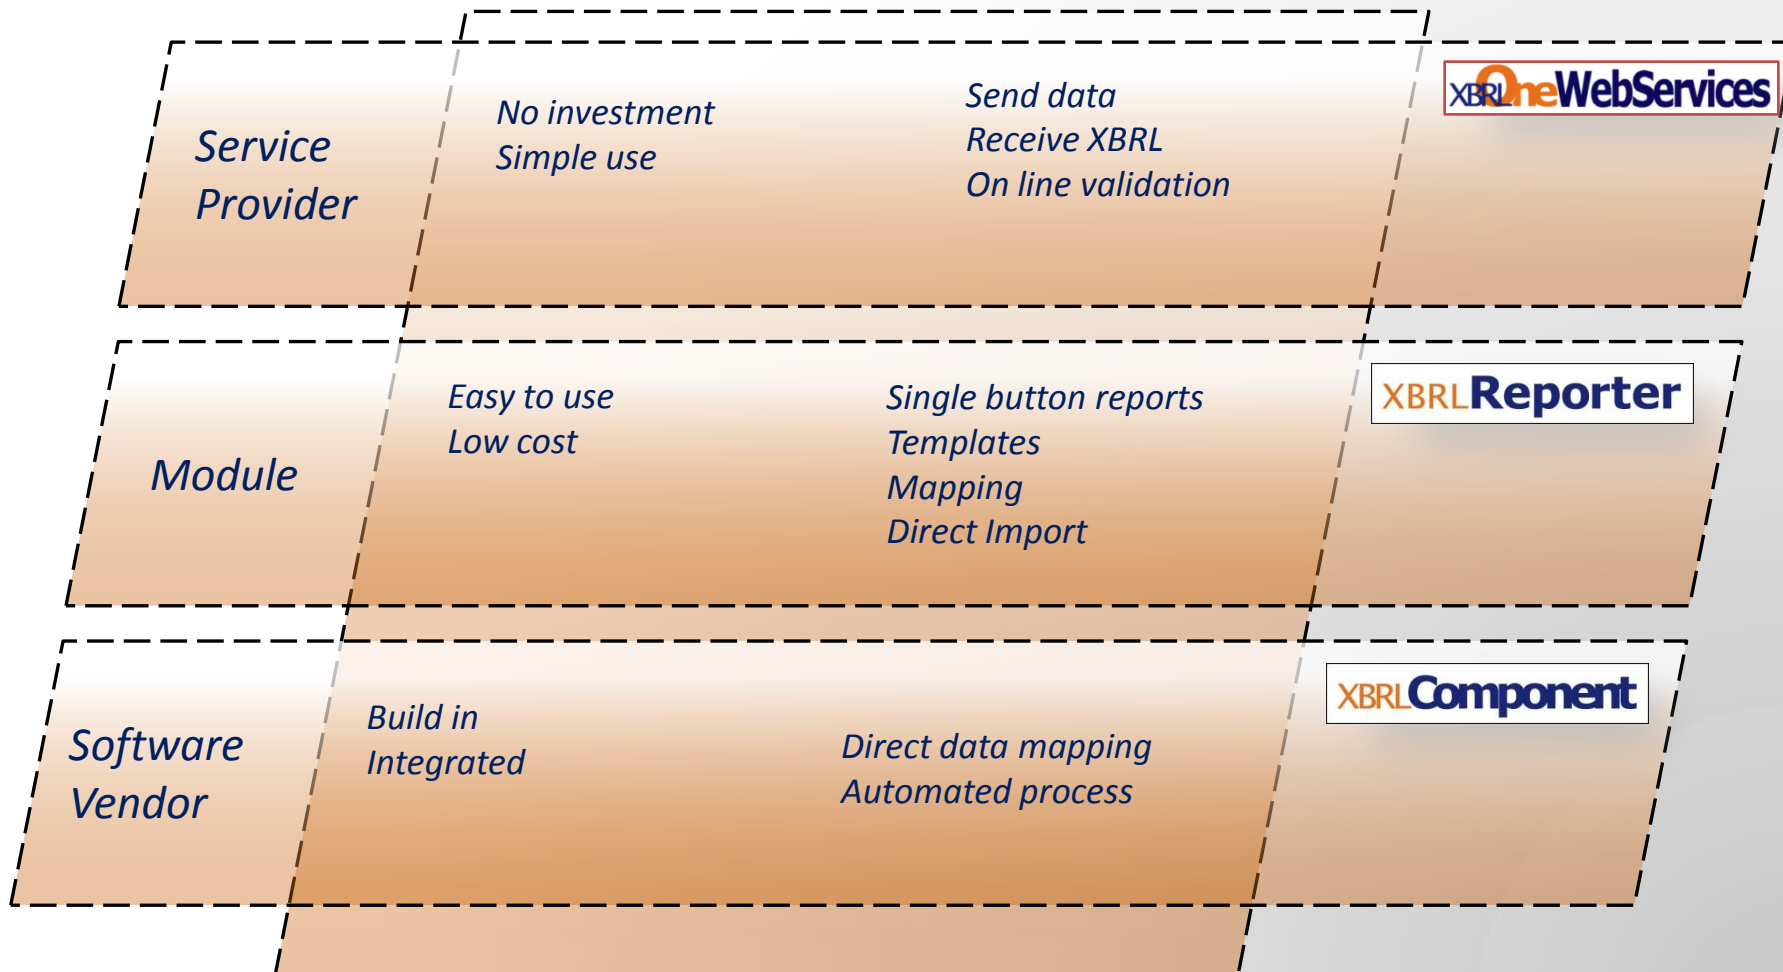 Service
Provider
No investment
Simple use
Send data
Receive XBRL
On line validation
XBRLOneWebServices
Module
Easy to use
Low cost
Single button reports
Templates
Mapping
Direct Import
XBRLReporter
Software
Vendor
Build in
Integrated
Direct data mapping
Automated process
XBRLComponent